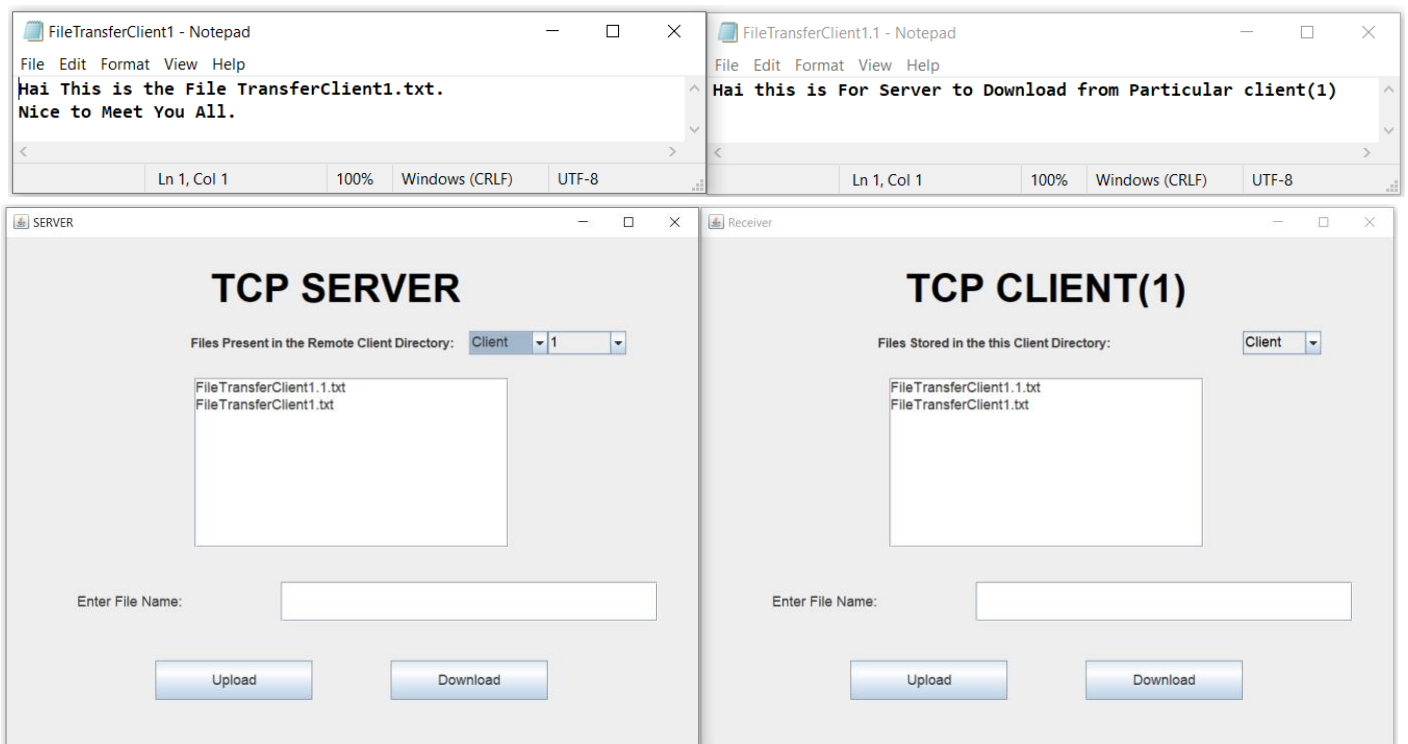 FileTransferClient1 - Notepad
File Edit Format View Help
Hai This is the File TransferClient1.txt.
Nice to Meet You All.
Ln 1, Col 1 100% Windows (CRLF) UTF-8
FileTransferClient1.1 - Notepad
File Edit Format View Help
Hai this is For Server to Download from Particular client(1)
Ln 1, Col 1 100% Windows (CRLF) UTF-8
SERVER
TCP SERVER
Files Present in the Remote Client Directory: Client 1
FileTransferClient1.1.txt
FileTransferClient1.txt
Enter File Name:
Upload Download
Receiver
TCP CLIENT(1)
Files Stored in the this Client Directory: Client
FileTransferClient1.1.txt
FileTransferClient1.txt
Enter File Name:
Upload Download